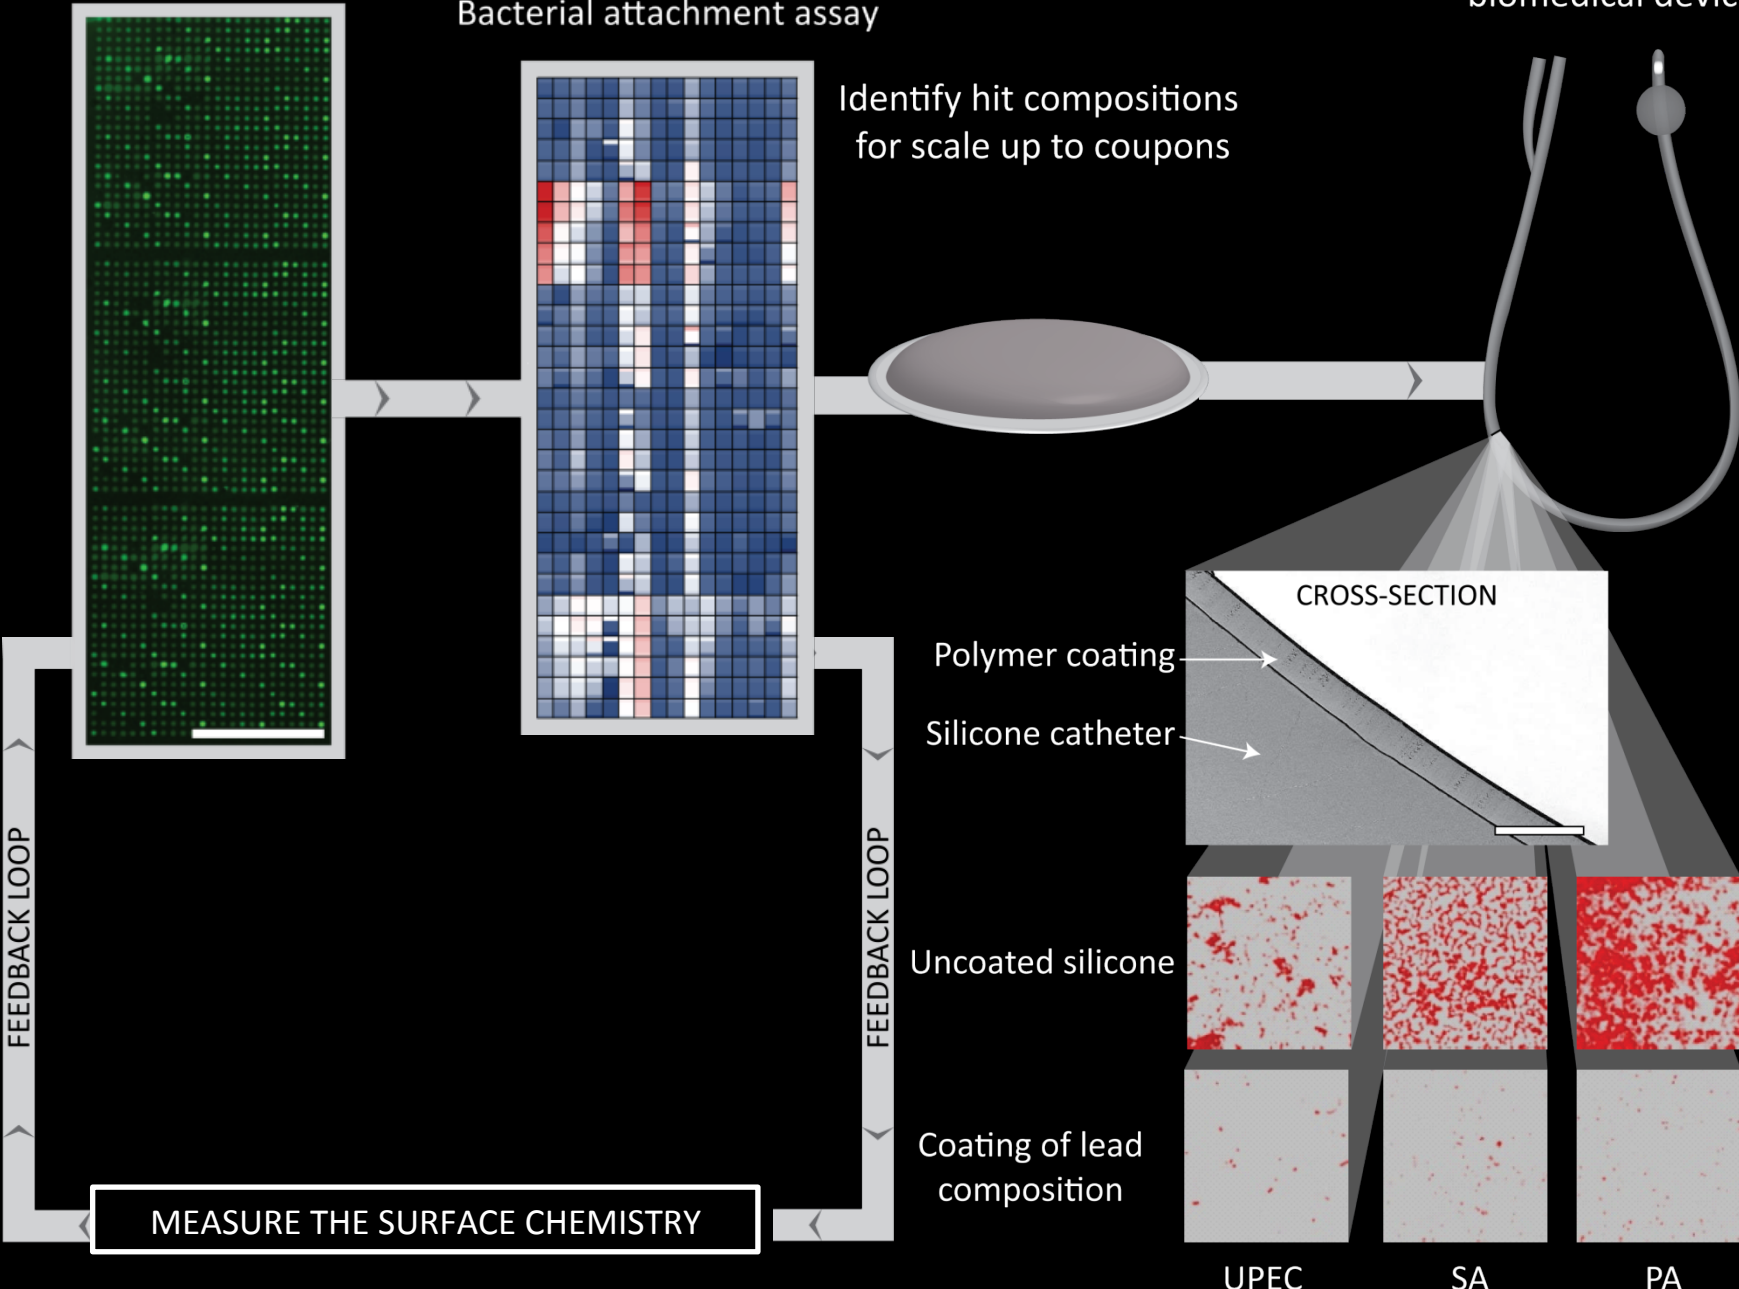 Bacterial attachment assay
Identify hit compositions
for scale up to coupons
CROSS-SECTION
Polymer coating
Silicone catheter
FEEDBACK LOOP
FEEDBACK LOOP
Uncoated silicone
Coating of lead
composition
MEASURE THE SURFACE CHEMISTRY
UPEC
SA
PA